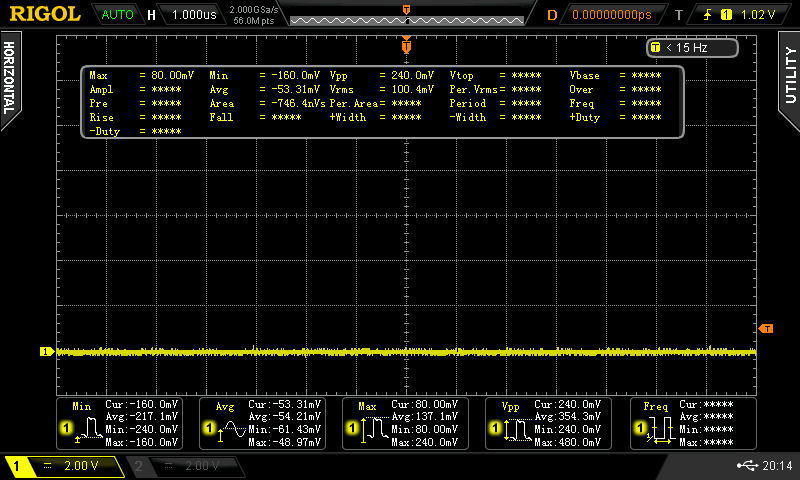 RIGOL AUTO H 1.000us 2.000GSa/s 56.0M pts T D 0.00000000ps T 1 1.02 V
HORIZONTAL
UTILITY
T
T < 15 Hz
Max = 80.00mV Min = -160.0mV Vpp = 240.0mV Vtop = ***** Vbase = *****
Ampl = ***** Avg = -53.31mV Vrms = 100.4mV Per.Vrms= ***** Over = *****
Pre = ***** Area = -746.4nVs Per.Area= ***** Period = ***** Freq = *****
Rise = ***** Fall = ***** +Width = ***** -Width = ***** +Duty = *****
-Duty = *****
T
1
Min Cur:-160.0mV
Avg:-217.1mV
1 Min:-240.0mV
Max:-160.0mV
Avg Cur:-53.31mV
Avg:-54.21mV
1 Min:-61.43mV
Max:-48.97mV
Max Cur:80.00mV
Avg:137.1mV
1 Min:80.00mV
Max:240.0mV
Vpp Cur:240.0mV
Avg:354.3mV
1 Min:240.0mV
Max:480.0mV
Freq Cur:*****
Avg:*****
1 Min:*****
Max:*****
1 2.00 V 2 2.00 V 20:14